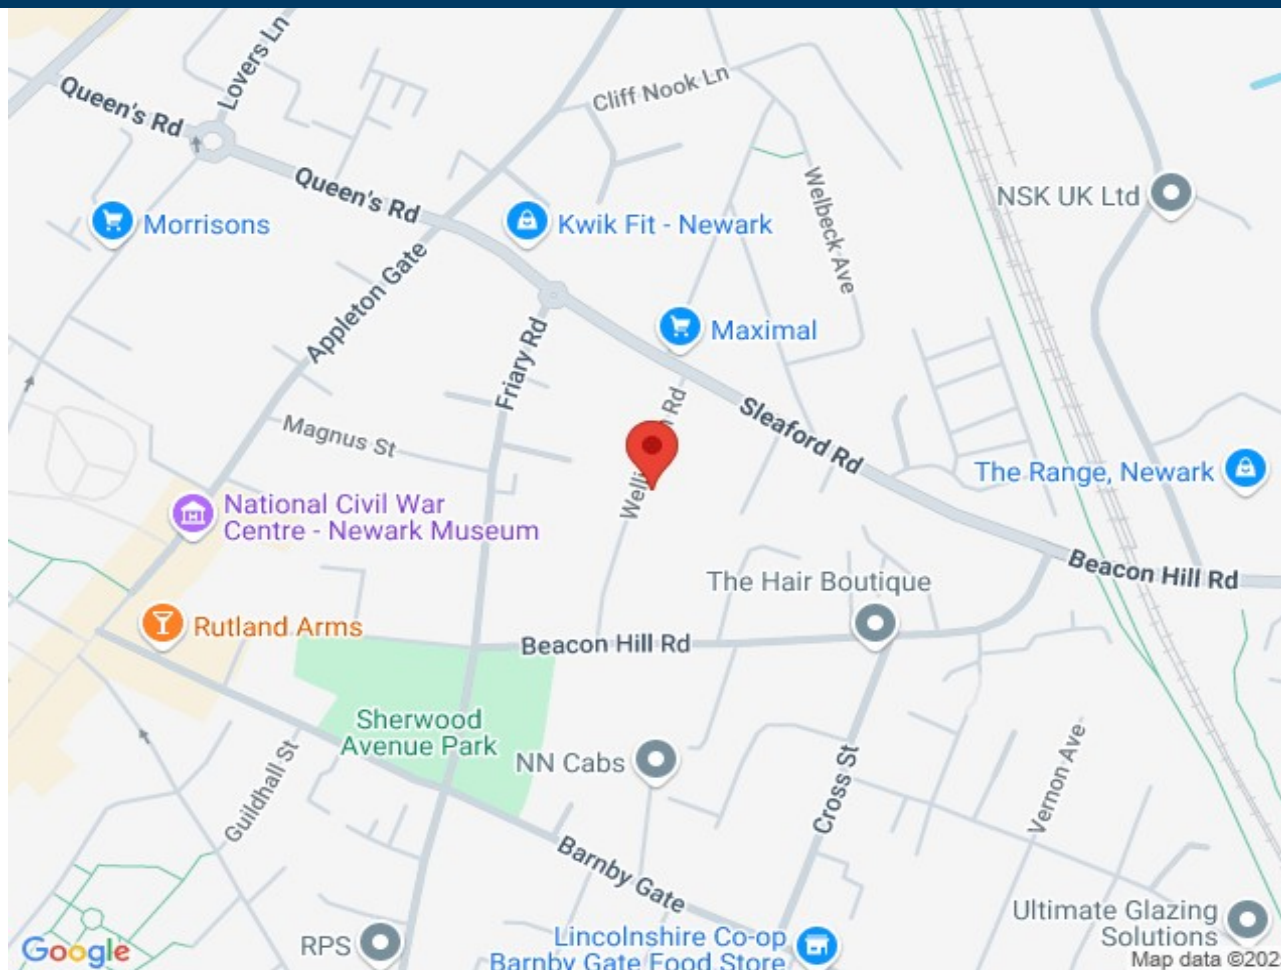 Lovers Ln
Cliff Nook Ln
Queen's Rd
Queen's Rd
Welbeck Ave
NSK UK Ltd
Morrisons
Kwik Fit - Newark
Appleton Gate
Friary Rd
Maximal
Magnus St
Sleaford Rd
The Range, Newark
National Civil War
Centre - Newark Museum
Beacon Hill Rd
The Hair Boutique
Rutland Arms
Beacon Hill Rd
Sherwood
Avenue Park
NN Cabs
Guildhall St
Cross St
Vernon Ave
Barnby Gate
Ultimate Glazing
Solutions
RPS
Lincolnshire Co-op
Barnby Gate Food Store
Google
Map data ©202